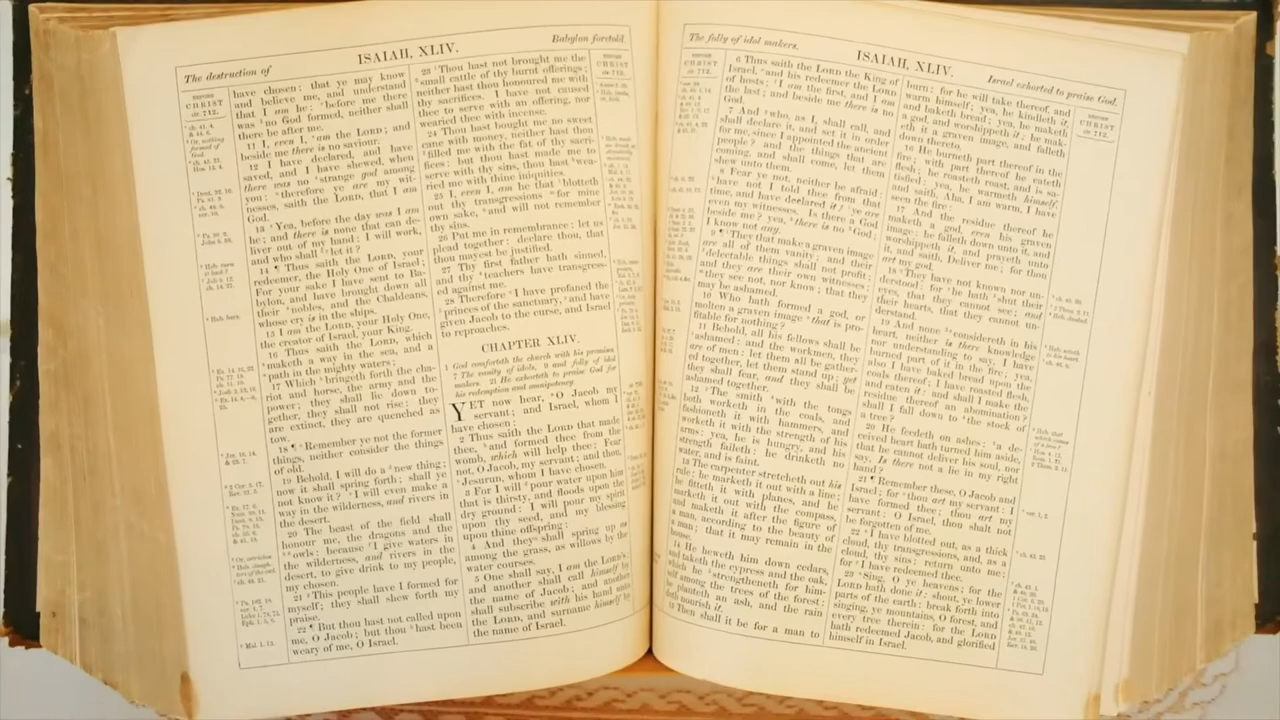 The destruction of
ISAIAH, XLIV.
Babylon foretold.
BEFORE
CHRIST
cir. 712.
have chosen: that ye may know
and believe me, and understand
that I am he: before me there
was no God formed, neither shall
there be after me.
11 I, even I, am the LORD; and
beside me there is no saviour.
12 I have declared, and have
saved, and I have shewed, when
there was no strange god among
you: therefore ye are my wit-
nesses, saith the LORD, that I am
God.
13 Yea, before the day was I am
he; and there is none that can de-
liver out of my hand: I will work,
and who shall let it?
14 ¶ Thus saith the LORD, your
redeemer, the Holy One of Israel;
For your sake I have sent to Ba-
bylon, and have brought down all
their nobles, and the Chaldeans,
whose cry is in the ships.
15 I am the LORD, your Holy One,
the creator of Israel, your King.
16 Thus saith the LORD, which
maketh a way in the sea, and a
path in the mighty waters;
17 Which bringeth forth the cha-
riot and horse, the army and the
power; they shall lie down to-
gether, they shall not rise: they
are extinct, they are quenched as
tow.
18 ¶ Remember ye not the former
things, neither consider the things
of old.
19 Behold, I will do a new thing;
now it shall spring forth; shall ye
not know it? I will even make a
way in the wilderness, and rivers in
the desert.
20 The beast of the field shall
honour me, the dragons and the
owls: because I give waters in
the wilderness, and rivers in the
desert, to give drink to my people,
my chosen.
21 This people have I formed for
myself; they shall shew forth my
praise.
22 ¶ But thou hast not called upon
me, O Jacob; but thou hast been
weary of me, O Israel.
23 Thou hast not brought me the
small cattle of thy burnt offerings;
neither hast thou honoured me with
thy sacrifices. I have not caused
thee to serve with an offering, nor
wearied thee with incense.
24 Thou hast bought me no sweet
cane with money, neither hast thou
filled me with the fat of thy sacri-
fices: but thou hast made me to
serve with thy sins, thou hast wea-
ried me with thine iniquities.
25 I, even I, am he that blotteth
out thy transgressions for mine
own sake, and will not remember
thy sins.
26 Put me in remembrance: let us
plead together: declare thou, that
thou mayest be justified.
27 Thy first father hath sinned,
and thy teachers have transgress-
ed against me.
28 Therefore I have profaned the
princes of the sanctuary, and have
given Jacob to the curse, and Israel
to reproaches.
CHAPTER XLIV.
1 God comforteth the church with his promises.
7 The vanity of idols, 9 and folly of idol
makers. 21 He exhorteth to praise God for
his redemption and omnipotency.
YET now hear, O Jacob my
servant; and Israel, whom I
have chosen:
2 Thus saith the LORD that made
thee, and formed thee from the
womb, which will help thee; Fear
not, O Jacob, my servant; and thou,
Jesurun, whom I have chosen.
3 For I will pour water upon him
that is thirsty, and floods upon the
dry ground: I will pour my spirit
upon thy seed, and my blessing
upon thine offspring:
4 And they shall spring up as
among the grass, as willows by the
water courses.
5 One shall say, I am the LORD'S;
and another shall call himself by
the name of Jacob; and another
shall subscribe with his hand unto
the LORD, and surname himself by
the name of Israel.
The folly of idol makers.
ISAIAH, XLIV.
Israel exhorted to praise God.
BEFORE
CHRIST
cir. 712.
6 Thus saith the LORD the King of
Israel, and his redeemer the LORD
of hosts; I am the first, and I am
the last; and beside me there is no
God.
7 And who, as I, shall call, and
shall declare it, and set it in order
for me, since I appointed the ancient
people? and the things that are
coming, and shall come, let them
shew unto them.
8 Fear ye not, neither be afraid:
have not I told thee from that
time, and have declared it? ye are
even my witnesses. Is there a God
beside me? yea, there is no God;
I know not any.
9 ¶ They that make a graven image
are all of them vanity; and their
delectable things shall not profit;
and they are their own witnesses;
they see not, nor know; that they
may be ashamed.
10 Who hath formed a god, or
molten a graven image that is pro-
fitable for nothing?
11 Behold, all his fellows shall be
ashamed: and the workmen, they
are of men: let them all be gather-
ed together, let them stand up; yet
they shall fear, and they shall be
ashamed together.
12 The smith with the tongs
both worketh in the coals, and
fashioneth it with hammers, and
worketh it with the strength of his
arms: yea, he is hungry, and his
strength faileth: he drinketh no
water, and is faint.
13 The carpenter stretcheth out his
rule; he marketh it out with a line;
he fitteth it with planes, and he
marketh it out with the compass,
and maketh it after the figure of
a man, according to the beauty of
a man; that it may remain in the
house.
14 He heweth him down cedars,
and taketh the cypress and the oak,
which he strengtheneth for him-
self among the trees of the forest:
he planteth an ash, and the rain
doth nourish it.
15 Then shall it be for a man to
burn: for he will take thereof, and
warm himself; yea, he kindleth it,
and baketh bread; yea, he maketh
a god, and worshippeth it; he mak-
eth it a graven image, and falleth
down thereto.
16 He burneth part thereof in the
fire; with part thereof he eateth
flesh; he roasteth roast, and is sa-
tisfied: yea, he warmeth himself,
and saith, Aha, I am warm, I have
seen the fire:
17 And the residue thereof he
maketh a god, even his graven
image: he falleth down unto it, and
worshippeth it, and prayeth unto
it, and saith, Deliver me; for thou
art my god.
18 They have not known nor un-
derstood: for he hath shut their
eyes, that they cannot see; and
their hearts, that they cannot un-
derstand.
19 And none considereth in his
heart, neither is there knowledge
nor understanding to say, I have
burned part of it in the fire; yea,
also I have baked bread upon the
coals thereof; I have roasted flesh,
and eaten it: and shall I make the
residue thereof an abomination?
shall I fall down to the stock of
a tree?
20 He feedeth on ashes: a de-
ceived heart hath turned him aside,
that he cannot deliver his soul, nor
say, Is there not a lie in my right
hand?
21 ¶ Remember these, O Jacob and
Israel; for thou art my servant: I
have formed thee; thou art my
servant: O Israel, thou shalt not
be forgotten of me.
22 I have blotted out, as a thick
cloud, thy transgressions, and, as a
cloud, thy sins: return unto me;
for I have redeemed thee.
23 Sing, O ye heavens; for the
LORD hath done it: shout, ye lower
parts of the earth: break forth into
singing, ye mountains, O forest, and
every tree therein: for the LORD
hath redeemed Jacob, and glorified
himself in Israel.